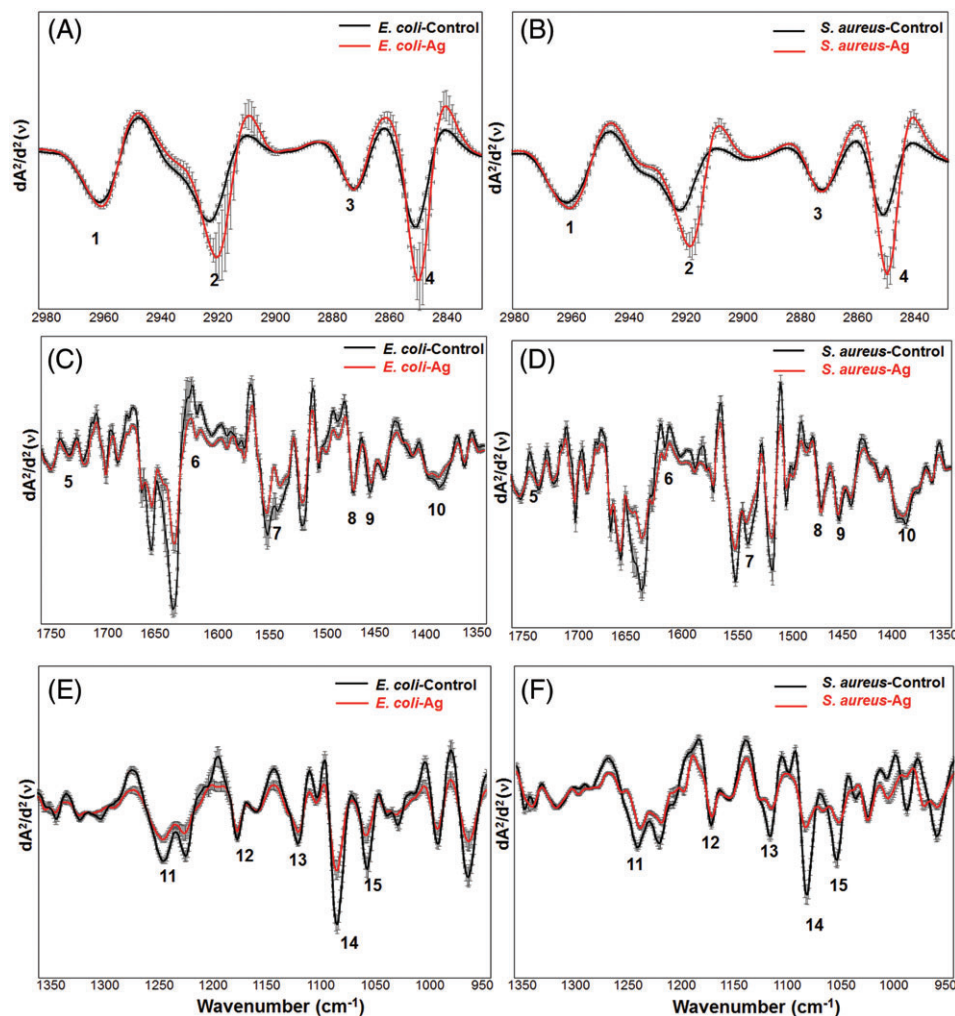 (A)
E. coli-Control
E. coli-Ag
dA²/d²(ν)
1
2
3
4
2980 2960 2940 2920 2900 2880 2860 2840
(B)
S. aureus-Control
S. aureus-Ag
dA²/d²(ν)
1
2
3
4
2980 2960 2940 2920 2900 2880 2860 2840
(C)
E. coli-Control
E. coli-Ag
dA²/d²(ν)
5
6
7
8
9
10
1750 1650 1600 1550 1500 1450 1400 1350
(D)
S. aureus-Control
S. aureus-Ag
dA²/d²(ν)
5
6
7
8
9
10
1750 1700 1650 1600 1550 1500 1450 1400 1350
(E)
E. coli-Control
E. coli-Ag
dA²/d²(ν)
11
12
13
14
15
1350 1300 1250 1200 1150 1100 1050 1000 950
Wavenumber (cm⁻¹)
(F)
S. aureus-Control
S. aureus-Ag
dA²/d²(ν)
11
12
13
14
15
1350 1300 1250 1200 1150 1100 1050 1000 950
Wavenumber (cm⁻¹)